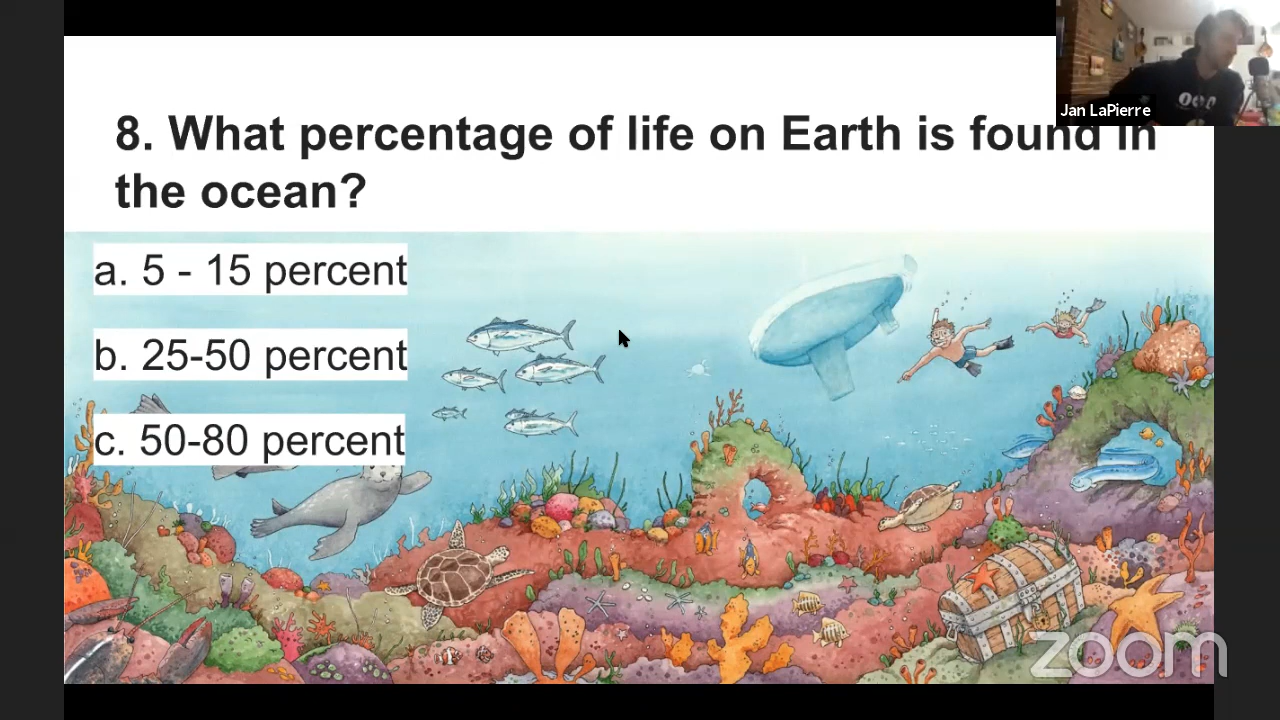 8. What percentage of life on Earth is found in
the ocean?
a. 5 - 15 percent
b. 25-50 percent
c. 50-80 percent
Jan LaPierre
zoom